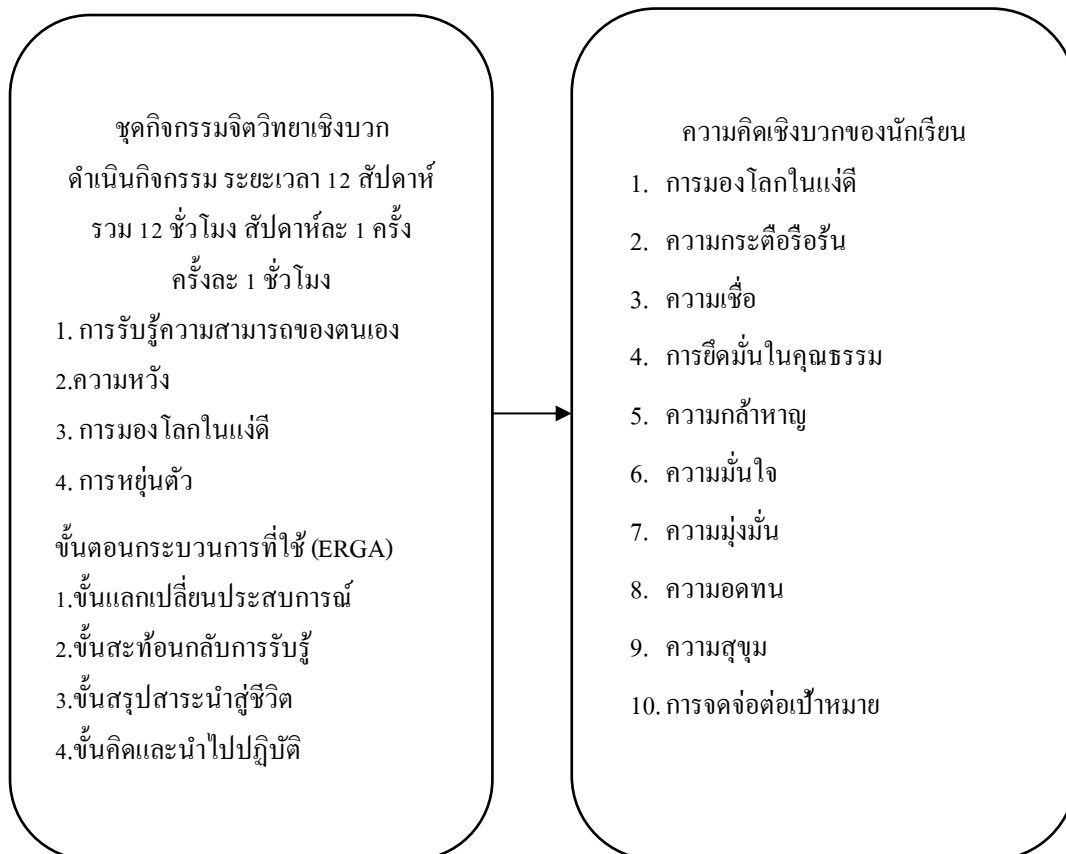 ชุดกิจกรรมจิตวิทยาเชิงบวก
ดำเนินกิจกรรม ระยะเวลา 12 สัปดาห์
รวม 12 ชั่วโมง สัปดาห์ละ 1 ครั้ง
ครั้งละ 1 ชั่วโมง
1. การรับรู้ความสามารถของตนเอง
2.ความหวัง
3. การมองโลกในแง่ดี
4. การหยุ่นตัว
ขั้นตอนกระบวนการที่ใช้ (ERGA)
1.ขั้นแลกเปลี่ยนประสบการณ์
2.ขั้นสะท้อนกลับการรับรู้
3.ขั้นสรุปสาระนำสู่ชีวิต
4.ขั้นคิดและนำไปปฏิบัติ
ความคิดเชิงบวกของนักเรียน
1. การมองโลกในแง่ดี
2. ความกระตือรือร้น
3. ความเชื่อ
4. การยึดมั่นในคุณธรรม
5. ความกล้าหาญ
6. ความมั่นใจ
7. ความมุ่งมั่น
8. ความอดทน
9. ความสุขุม
10. การจดจ่อต่อเป้าหมาย